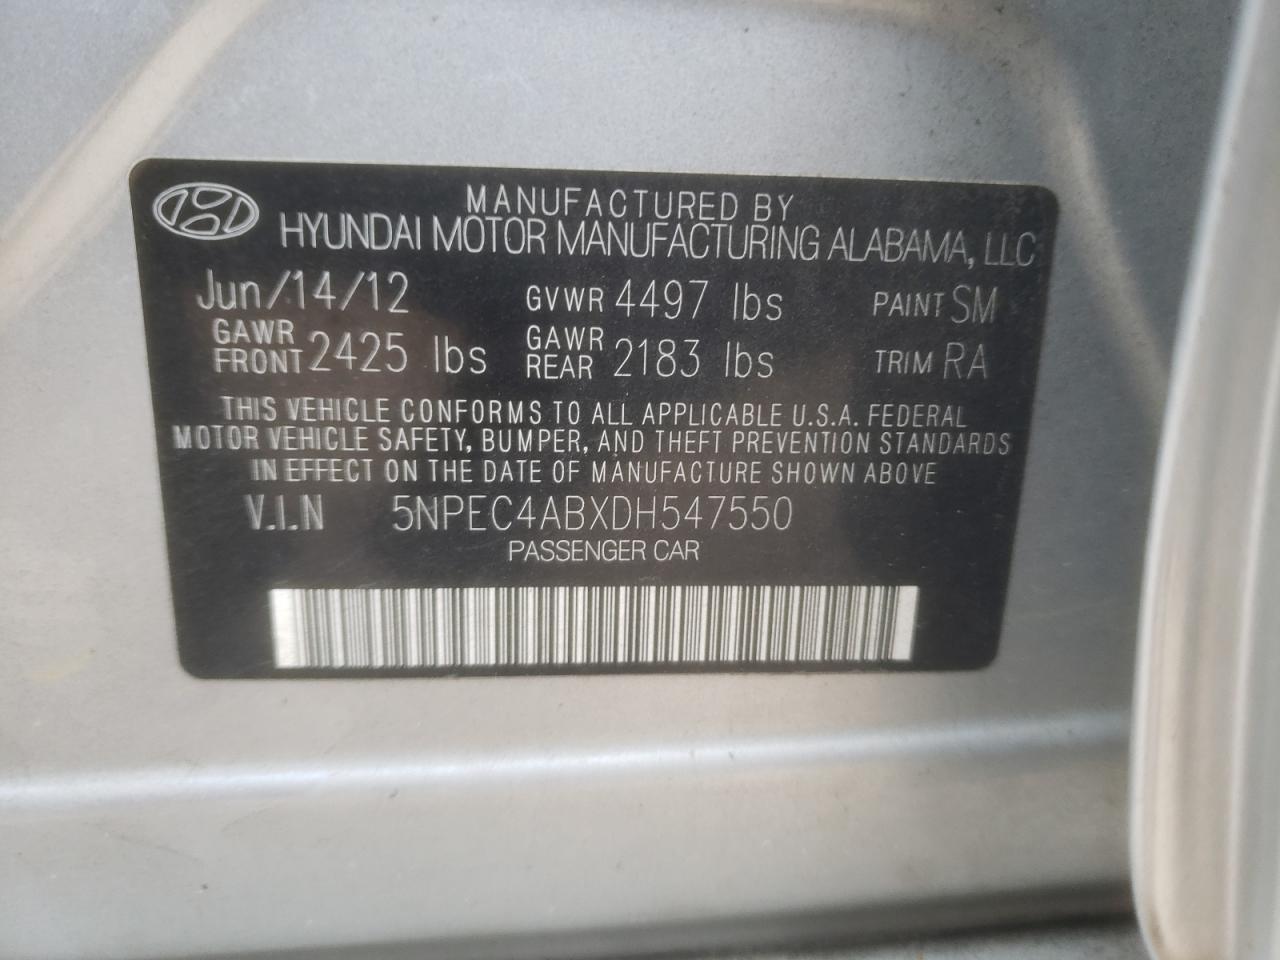 MANUFACTURED BY
HYUNDAI MOTOR MANUFACTURING ALABAMA, LLC
Jun/14/12 GVWR 4497 lbs PAINT SM
GAWR FRONT 2425 lbs GAWR REAR 2183 lbs TRIM RA
THIS VEHICLE CONFORMS TO ALL APPLICABLE U.S.A. FEDERAL
MOTOR VEHICLE SAFETY, BUMPER, AND THEFT PREVENTION STANDARDS
IN EFFECT ON THE DATE OF MANUFACTURE SHOWN ABOVE
V.I.N 5NPEC4ABXDH547550
PASSENGER CAR